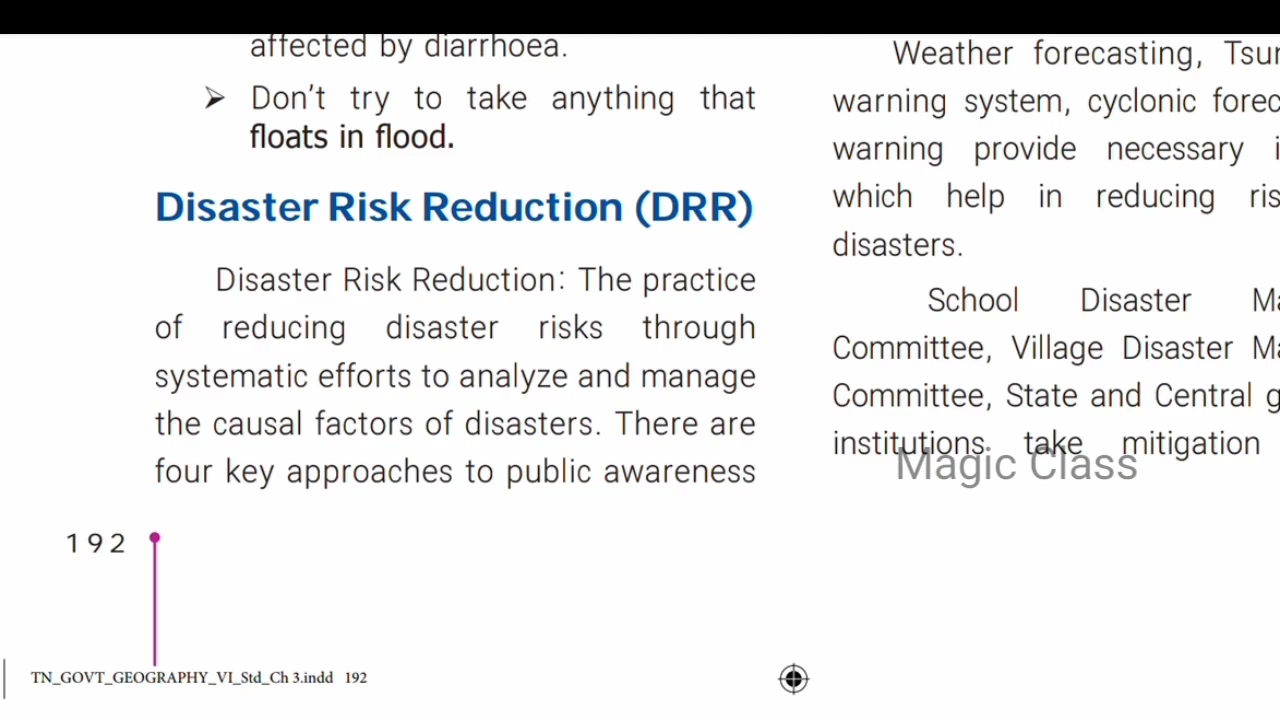 affected by diarrhoea.
➢ Don't try to take anything that
floats in flood.
Disaster Risk Reduction (DRR)
Disaster Risk Reduction: The practice
of reducing disaster risks through
systematic efforts to analyze and manage
the causal factors of disasters. There are
four key approaches to public awareness
Weather forecasting,
warning system, cyclonic
warning provide necessary
which help in reducing
disasters.
School Disaster
Committee, Village Disaster
Committee, State and Central
institutions take mitigation
Magic Class
192
TN_GOVT_GEOGRAPHY_VI_Std_Ch 3.indd 192